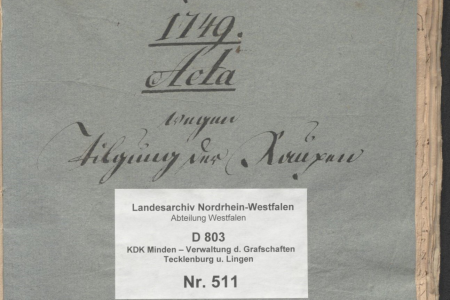 1749.
Acta
wegen
Tilgung der Raupen
Landesarchiv Nordrhein-Westfalen
Abteilung Westfalen
D 803
KDK Minden – Verwaltung d. Grafschaften
Tecklenburg u. Lingen
Nr. 511